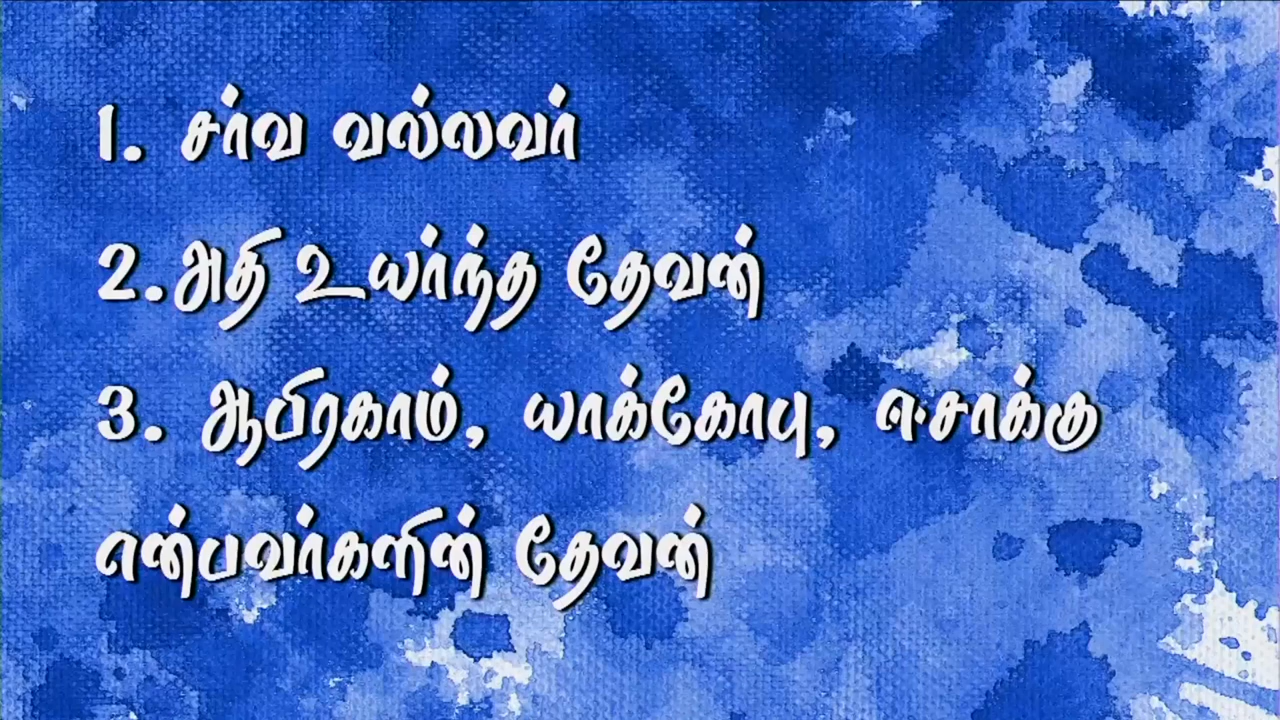 1. சர்வ வல்லவர்
2.அதி உயர்ந்த தேவன்
3. ஆபிரகாம், யாக்கோபு, ஈசாக்கு
என்பவர்களின் தேவன்